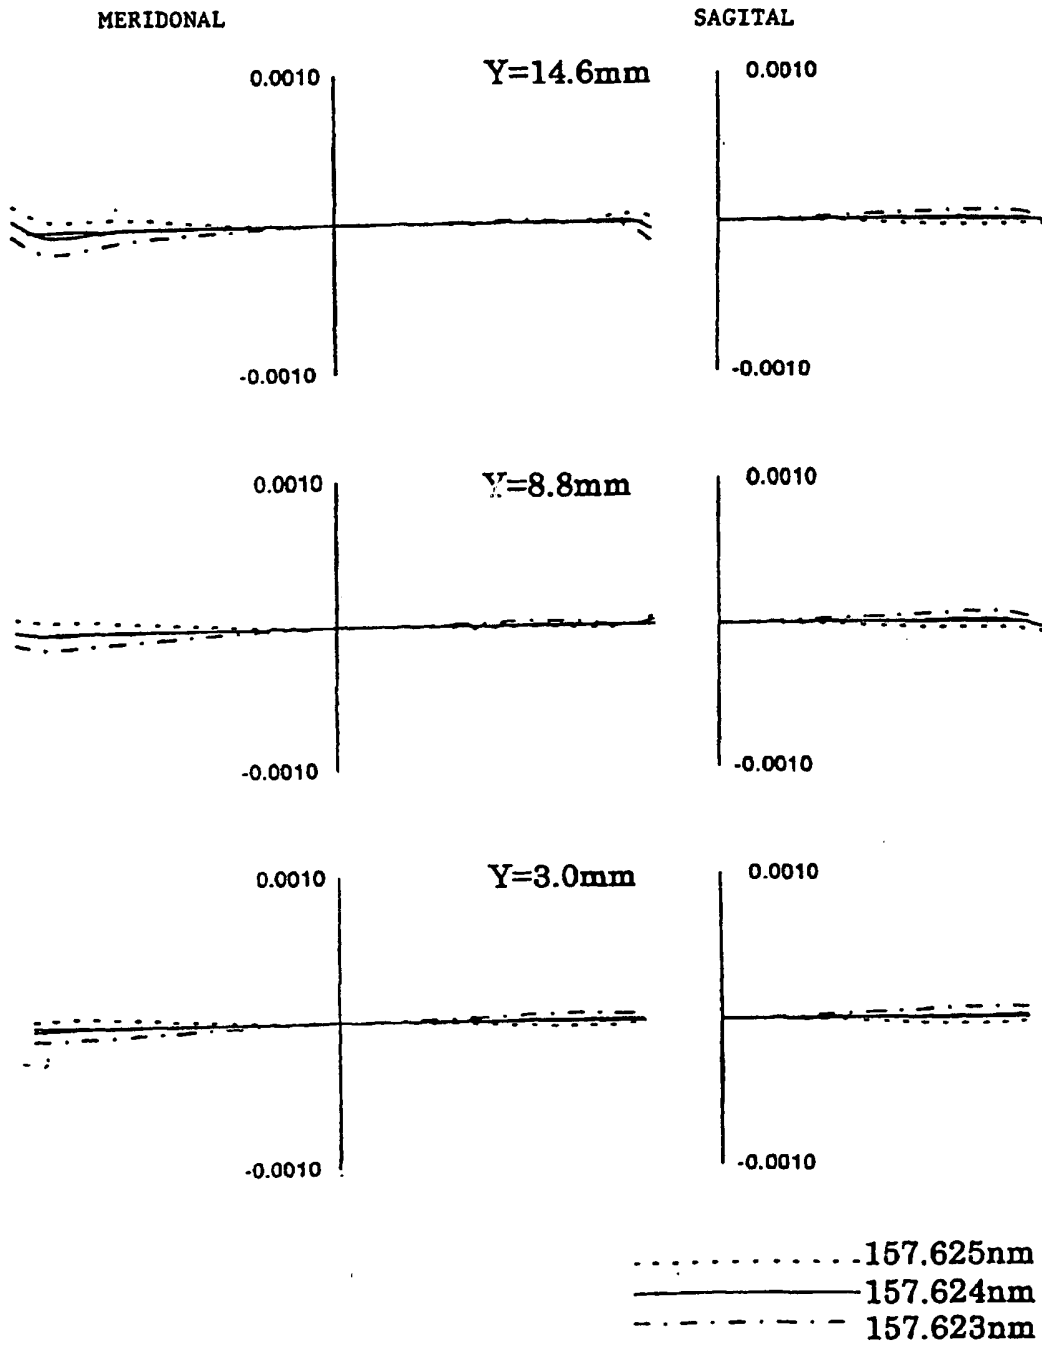 MERIDONAL SAGITAL
0.0010 Y=14.6mm 0.0010
-0.0010 -0.0010
0.0010 Y=8.8mm 0.0010
-0.0010 -0.0010
0.0010 Y=3.0mm 0.0010
-0.0010 -0.0010
157.625nm
157.624nm
157.623nm